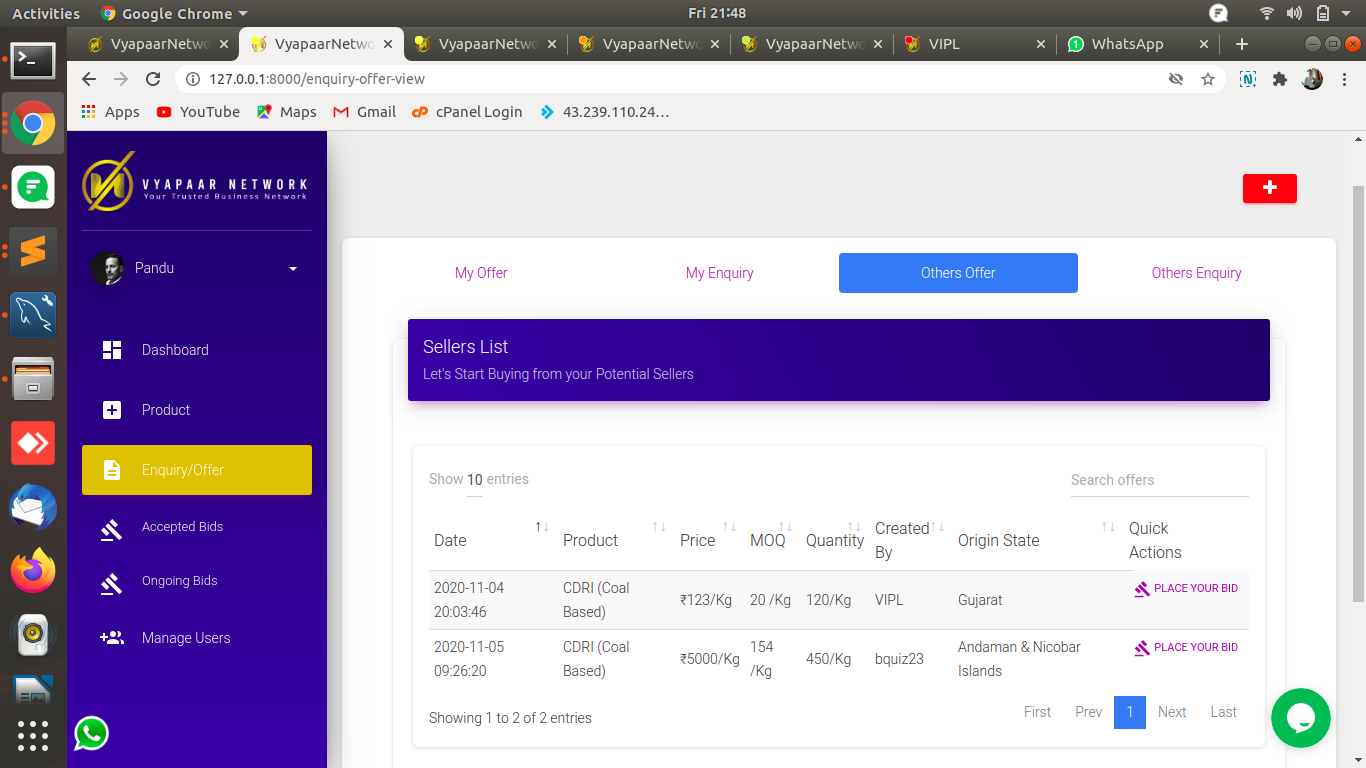 Activities Google Chrome Fri 21:48
VyapaarNetwo VyapaarNetwo VyapaarNetwo VyapaarNetwo VyapaarNetwo VIPL WhatsApp
127.0.0.1:8000/enquiry-offer-view
Apps YouTube Maps Gmail cPanel Login 43.239.110.24…
VYAPAAR NETWORK
Your Trusted Business Network
Pandu
Dashboard
Product
Enquiry/Offer
Accepted Bids
Ongoing Bids
Manage Users
My Offer My Enquiry Others Offer Others Enquiry
Sellers List
Let's Start Buying from your Potential Sellers
Show 10 entries Search offers
Date Product Price MOQ Quantity Created By Origin State Quick Actions
2020-11-04 20:03:46 CDRI (Coal Based) ₹123/Kg 20 /Kg 120/Kg VIPL Gujarat PLACE YOUR BID
2020-11-05 09:26:20 CDRI (Coal Based) ₹5000/Kg 154 /Kg 450/Kg bquiz23 Andaman & Nicobar Islands PLACE YOUR BID
Showing 1 to 2 of 2 entries First Prev 1 Next Last